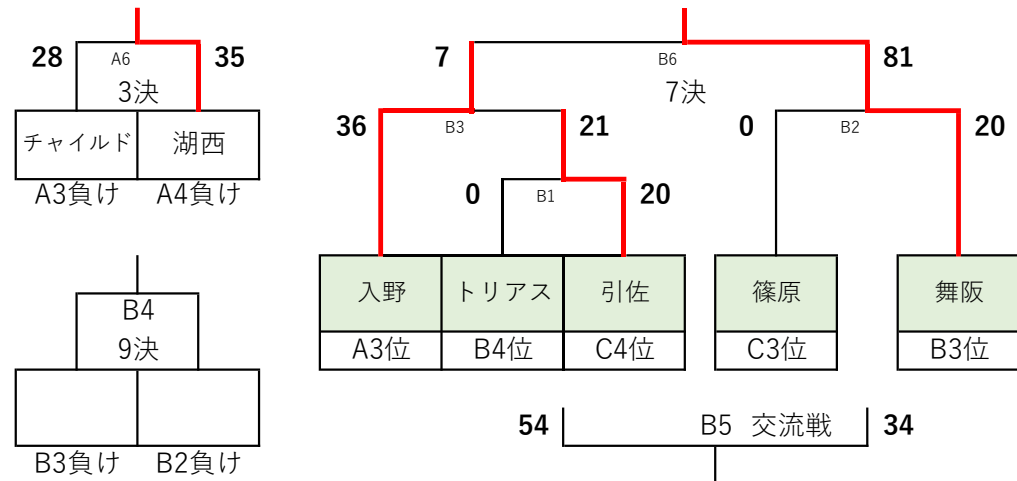 28 A6 35
3決
チャイルド 湖西
A3負け A4負け
B4
9決
B3負け B2負け
7 B6 81
7決
36 B3 21 0 B2 20
0 B1 20
入野 トリアス 引佐 篠原 舞阪
A3位 B4位 C4位 C3位 B3位
54 B5 交流戦 34